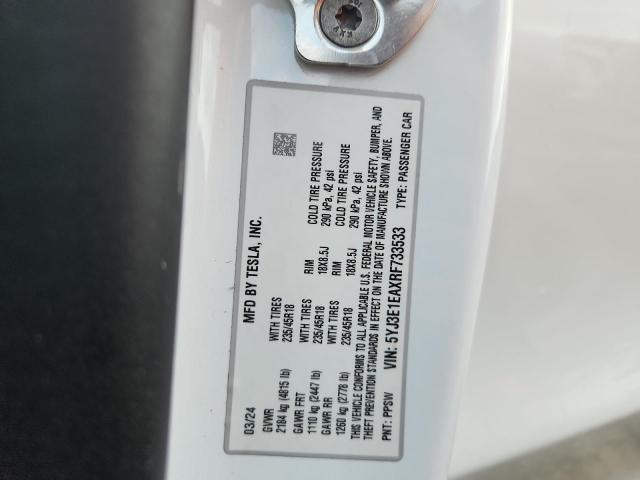 MFD BY TESLA, INC.
03/24
GVWR WITH TIRES RIM COLD TIRE PRESSURE
2184 kg (4815 lb) 235/45R18 18X8.5J 290 kPa, 42 psi
GAWR FRT WITH TIRES RIM COLD TIRE PRESSURE
1110 kg (2447 lb) 235/45R18 18X8.5J 290 kPa, 42 psi
GAWR RR
1260 kg (2778 lb) 235/45R18
THIS VEHICLE CONFORMS TO ALL APPLICABLE U.S. FEDERAL MOTOR VEHICLE SAFETY, BUMPER, AND
THEFT PREVENTION STANDARDS IN EFFECT ON THE DATE OF MANUFACTURE SHOWN ABOVE.
VIN: 5YJ3E1EAXRF733533
PNT: PPSW TYPE: PASSENGER CAR